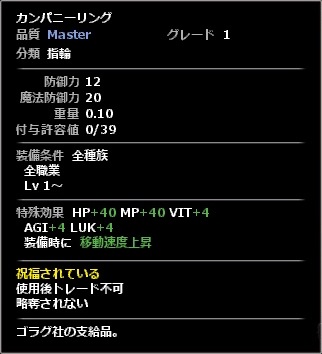 カンパニーリング
品質 Master グレード 1
分類 指輪
防御力 12
魔法防御力 20
重量 0.10
付与許容値 0/39
装備条件 全種族
全職業
Lv 1～
特殊効果 HP+40 MP+40 VIT+4
AGI+4 LUK+4
装備時に 移動速度上昇
祝福されている
使用後トレード不可
略奪されない
ゴラグ社の支給品。